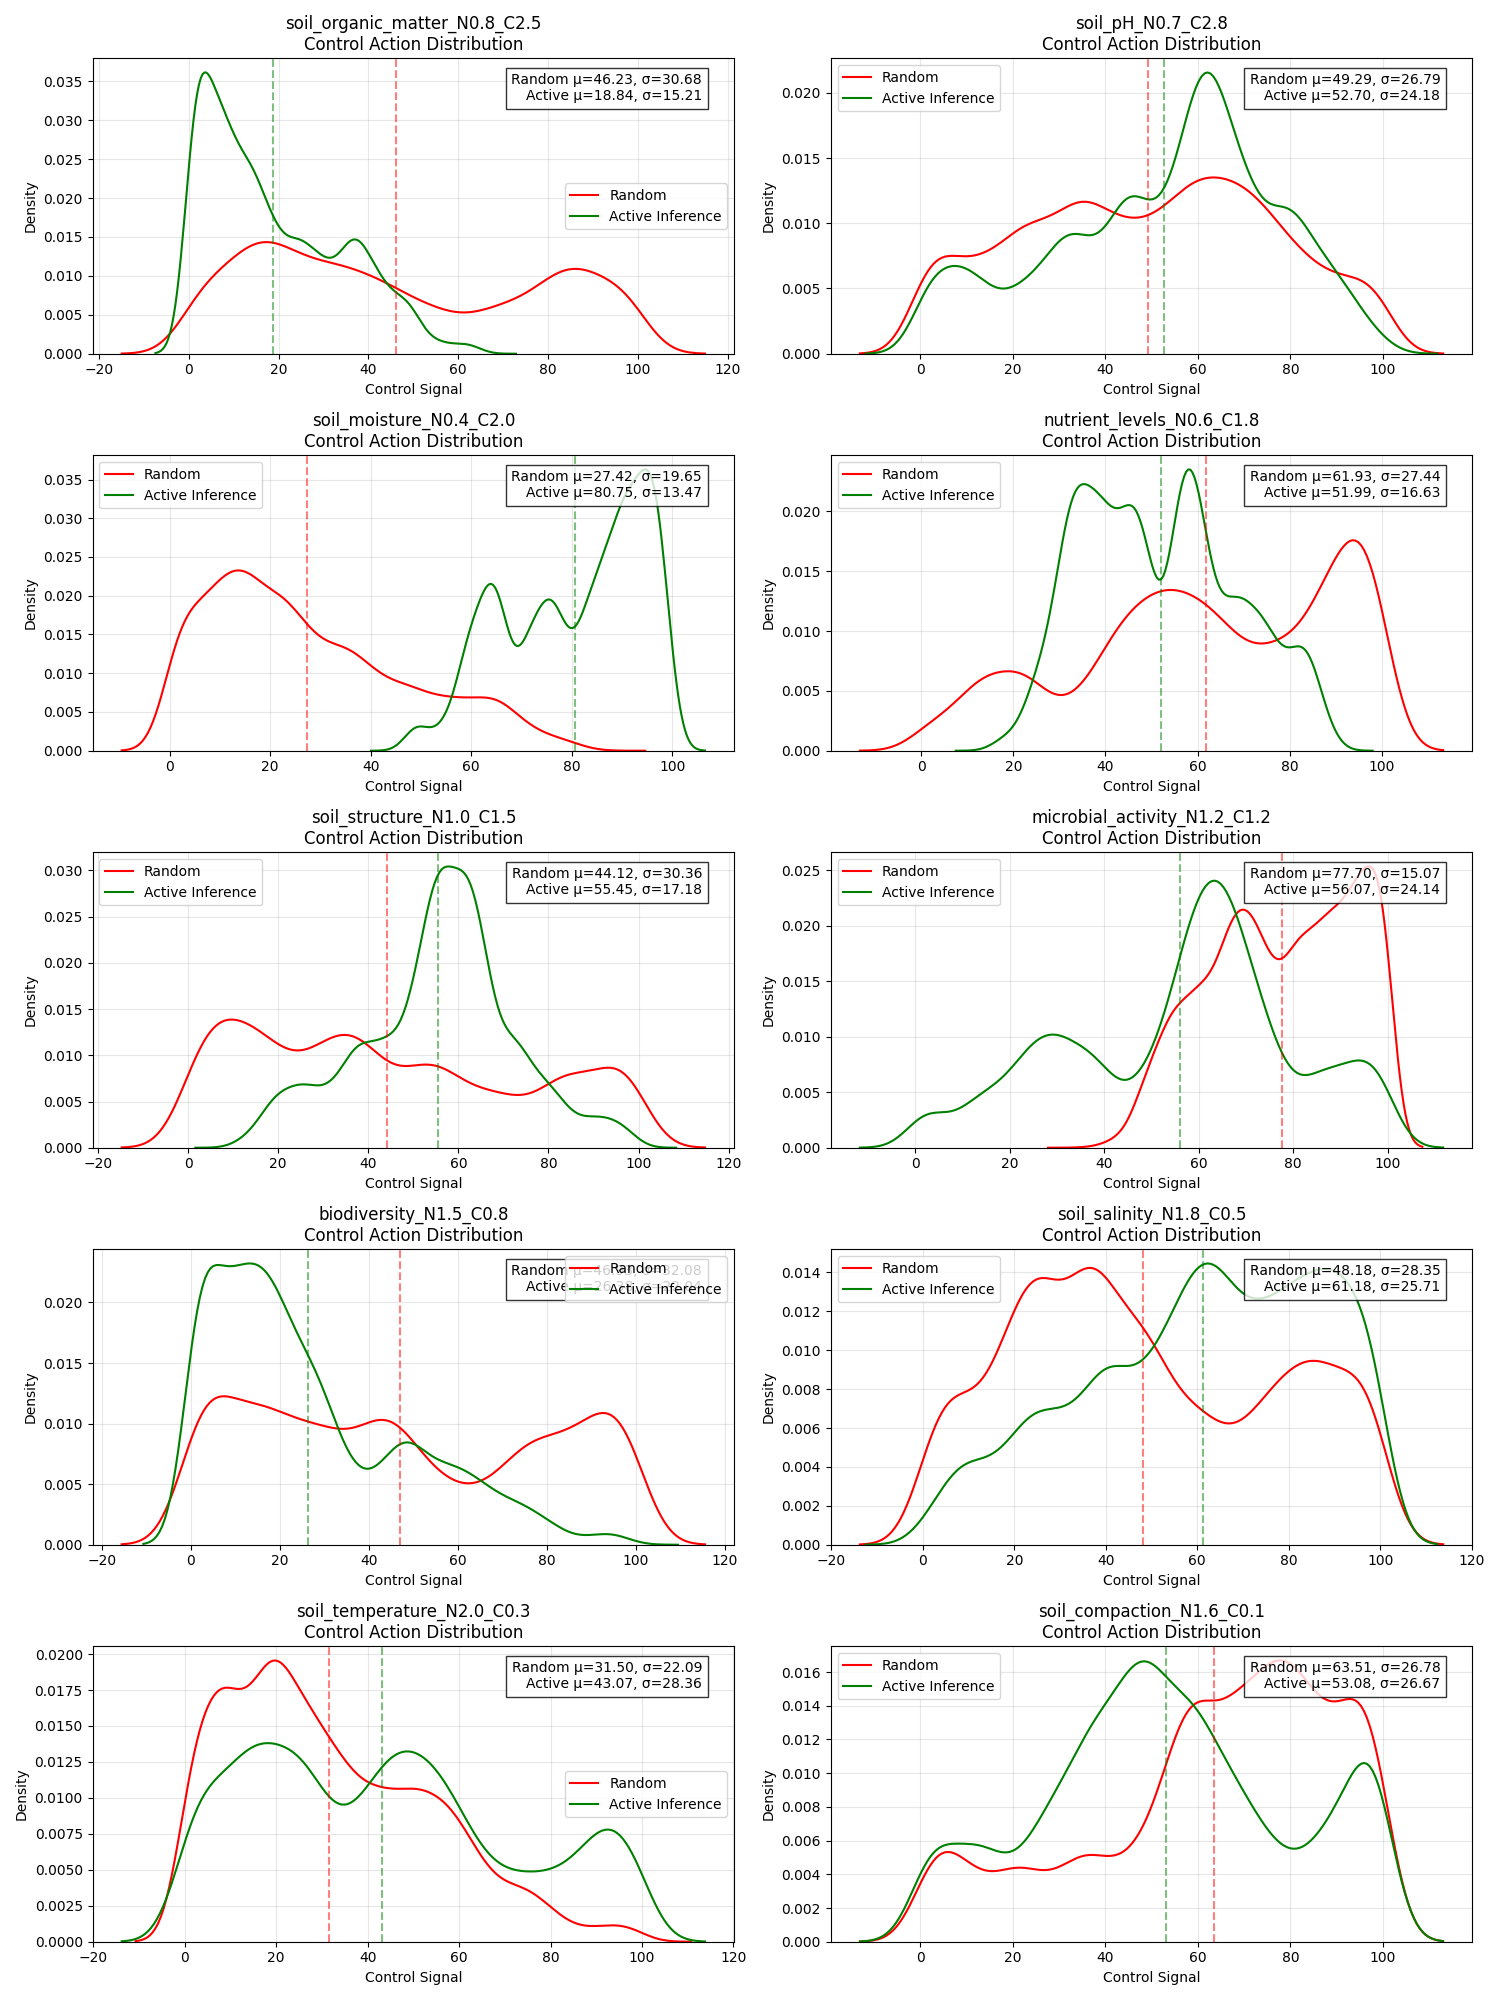 soil_organic_matter_N0.8_C2.5
Control Action Distribution
Random μ=46.23, σ=30.68
Active μ=18.84, σ=15.21
Random
Active Inference
Density
0.035
0.030
0.025
0.020
0.015
0.010
0.005
0.000
−20 0 20 40 60 80 100 120
Control Signal
soil_pH_N0.7_C2.8
Control Action Distribution
Random
Active Inference
Random μ=49.29, σ=26.79
Active μ=52.70, σ=24.18
Density
0.020
0.015
0.010
0.005
0.000
0 20 40 60 80 100
Control Signal
soil_moisture_N0.4_C2.0
Control Action Distribution
Random
Active Inference
Random μ=27.42, σ=19.65
Active μ=80.75, σ=13.47
Density
0.035
0.030
0.025
0.020
0.015
0.010
0.005
0.000
0 20 40 60 80 100
Control Signal
nutrient_levels_N0.6_C1.8
Control Action Distribution
Random
Active Inference
Random μ=61.93, σ=27.44
Active μ=51.99, σ=16.63
Density
0.020
0.015
0.010
0.005
0.000
0 20 40 60 80 100
Control Signal
soil_structure_N1.0_C1.5
Control Action Distribution
Random
Active Inference
Random μ=44.12, σ=30.36
Active μ=55.45, σ=17.18
Density
0.030
0.025
0.020
0.015
0.010
0.005
0.000
−20 0 20 40 60 80 100 120
Control Signal
microbial_activity_N1.2_C1.2
Control Action Distribution
Random
Active Inference
Random μ=77.70, σ=15.07
Active μ=56.07, σ=24.14
Density
0.025
0.020
0.015
0.010
0.005
0.000
0 20 40 60 80 100
Control Signal
biodiversity_N1.5_C0.8
Control Action Distribution
Random
Active
Random
Active Inference
Density
0.020
0.015
0.010
0.005
0.000
−20 0 20 40 60 80 100 120
Control Signal
soil_salinity_N1.8_C0.5
Control Action Distribution
Random
Active Inference
Random μ=48.18, σ=28.35
Active μ=61.18, σ=25.71
Density
0.014
0.012
0.010
0.008
0.006
0.004
0.002
0.000
−20 0 20 40 60 80 100 120
Control Signal
soil_temperature_N2.0_C0.3
Control Action Distribution
Random μ=31.50, σ=22.09
Active μ=43.07, σ=28.36
Random
Active Inference
Density
0.0200
0.0175
0.0150
0.0125
0.0100
0.0075
0.0050
0.0025
0.0000
−20 0 20 40 60 80 100 120
Control Signal
soil_compaction_N1.6_C0.1
Control Action Distribution
Random
Active Inference
Random μ=63.51, σ=26.78
Active μ=53.08, σ=26.67
Density
0.016
0.014
0.012
0.010
0.008
0.006
0.004
0.002
0.000
0 20 40 60 80 100
Control Signal